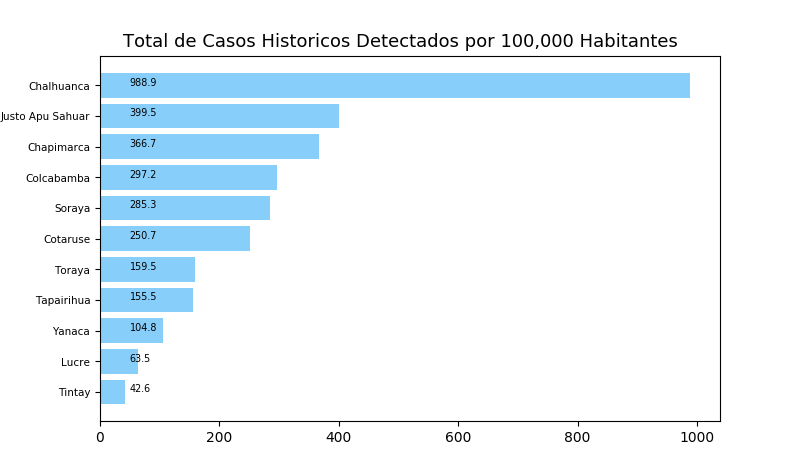 Total de Casos Historicos Detectados por 100,000 Habitantes
Chalhuanca 988.9
Justo Apu Sahuar 399.5
Chapimarca 366.7
Colcabamba 297.2
Soraya 285.3
Cotaruse 250.7
Toraya 159.5
Tapairihua 155.5
Yanaca 104.8
Lucre 63.5
Tintay 42.6
0 200 400 600 800 1000